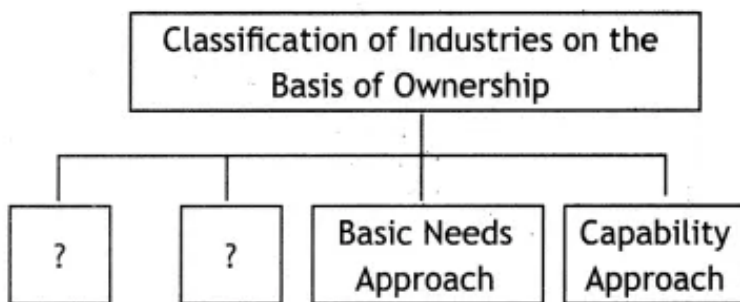 Classification of Industries on the
Basis of Ownership
?
?
Basic Needs
Approach
Capability
Approach